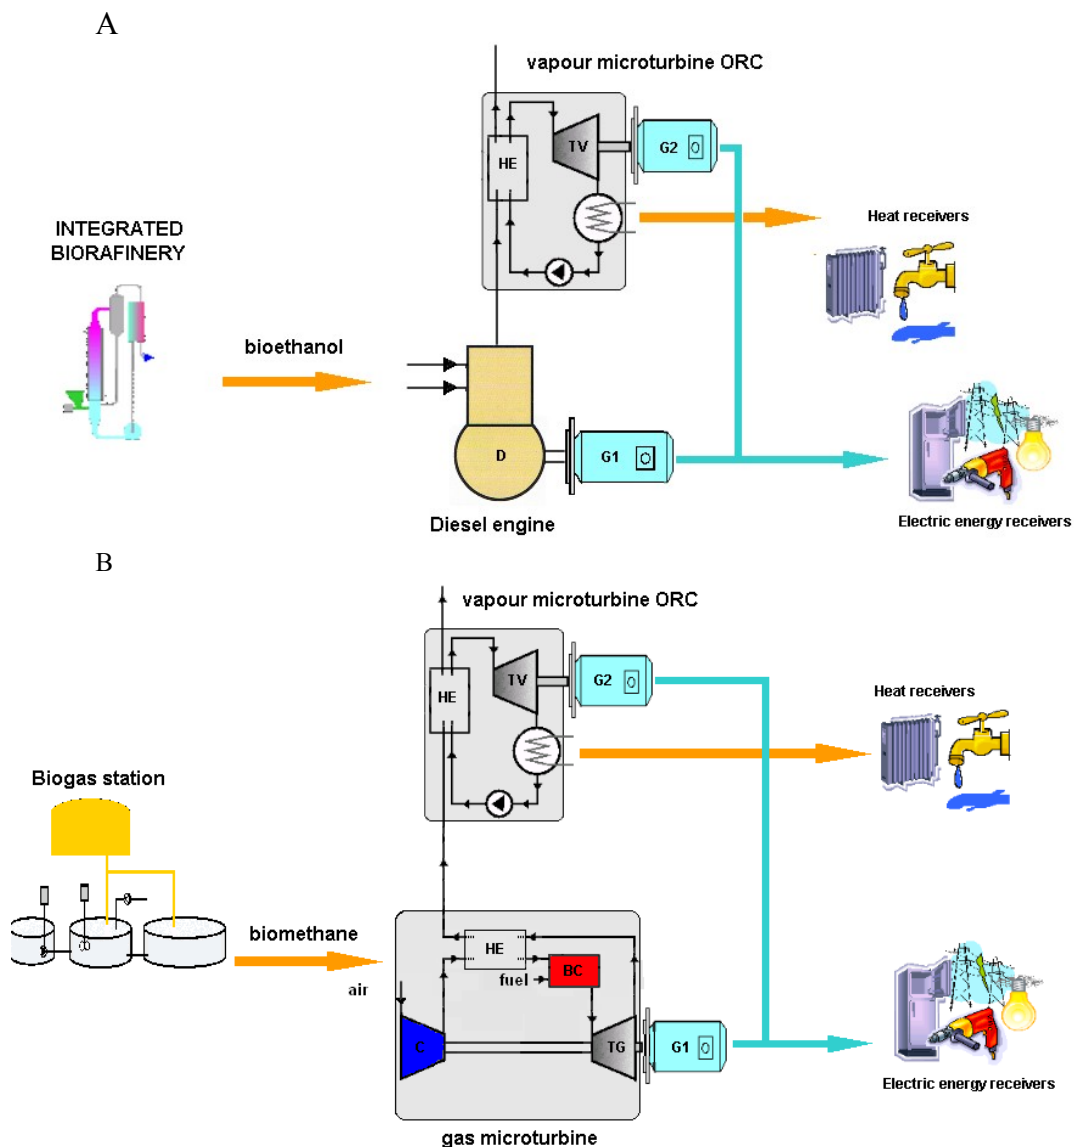 A
vapour microturbine ORC
TV
G2
HE
INTEGRATED
BIORAFINERY
Heat receivers
bioethanol
D
G1
Diesel engine
Electric energy receivers
B
vapour microturbine ORC
TV
G2
HE
Heat receivers
Biogas station
biomethane
air
HE
fuel
BC
C
TG
G1
gas microturbine
Electric energy receivers